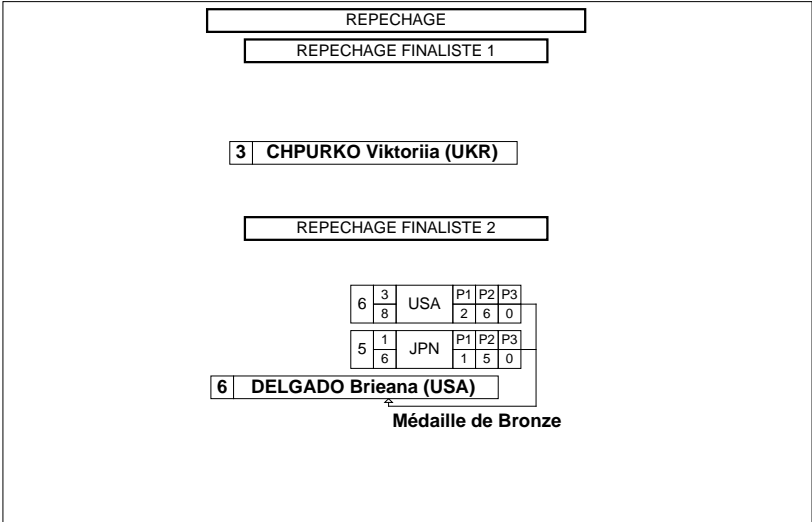 REPECHAGE
REPECHAGE FINALISTE 1
3 CHPURKO Viktoriia (UKR)
REPECHAGE FINALISTE 2
6 3 8 USA P1 P2 P3
2 6 0
5 1 6 JPN P1 P2 P3
1 5 0
6 DELGADO Brieana (USA)
Médaille de Bronze